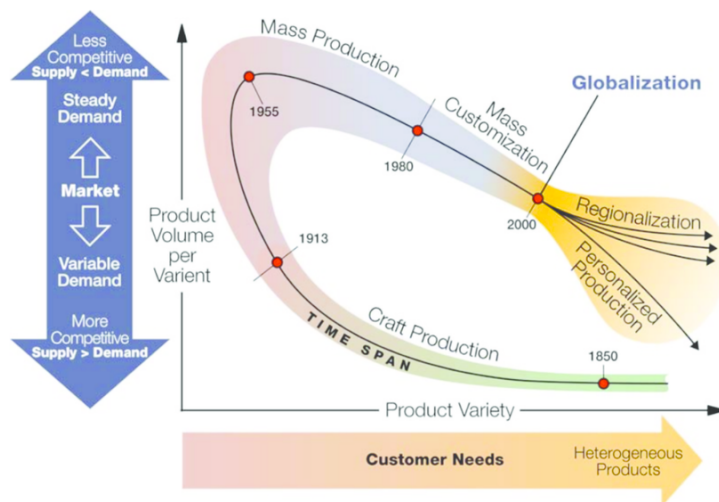 Less
Competitive
Supply < Demand
Steady
Demand
Market
Variable
Demand
More
Competitive
Supply > Demand
Product
Volume
per
Varient
Mass Production
Mass
Customization
Globalization
1955
1980
2000
1913
Regionalization
Personalized
Production
Craft Production
TIME SPAN
1850
Product Variety
Customer Needs
Heterogeneous
Products